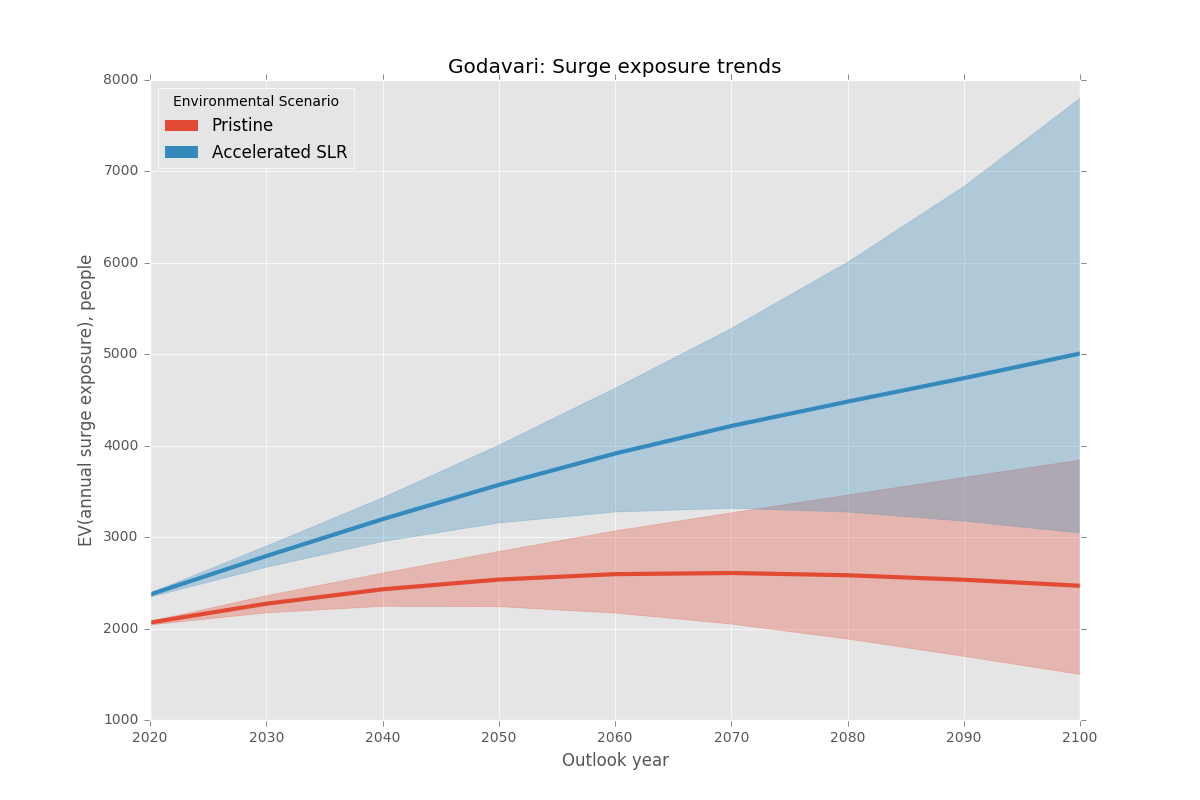 Godavari: Surge exposure trends
Environmental Scenario
Pristine
Accelerated SLR
EV(annual surge exposure), people
8000
7000
6000
5000
4000
3000
2000
1000
2020 2030 2040 2050 2060 2070 2080 2090 2100
Outlook year